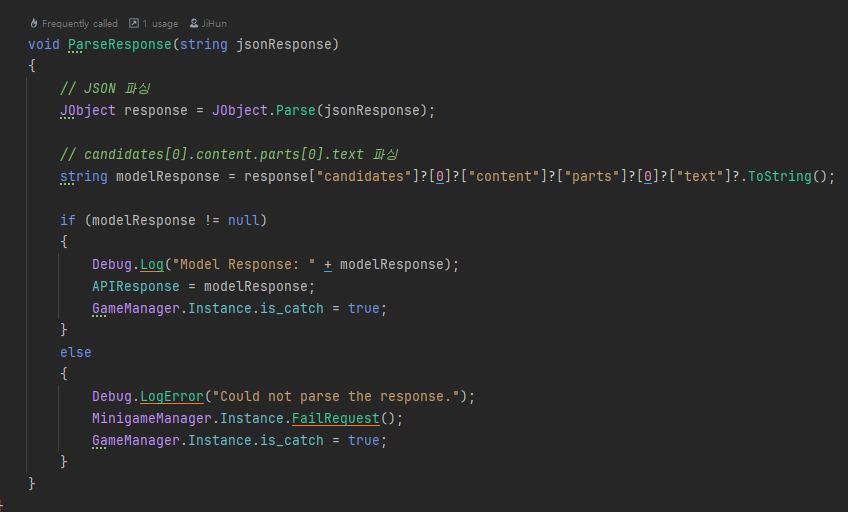 Frequently called 1 usage JiHun
void ParseResponse(string jsonResponse)
{
// JSON 파싱
JObject response = JObject.Parse(jsonResponse);
// candidates[0].content.parts[0].text 파싱
string modelResponse = response["candidates"]?[0]?["content"]?["parts"]?[0]?["text"]?.ToString();
if (modelResponse != null)
{
Debug.Log("Model Response: " + modelResponse);
APIResponse = modelResponse;
GameManager.Instance.is_catch = true;
}
else
{
Debug.LogError("Could not parse the response.");
MinigameManager.Instance.FailRequest();
GameManager.Instance.is_catch = true;
}
}